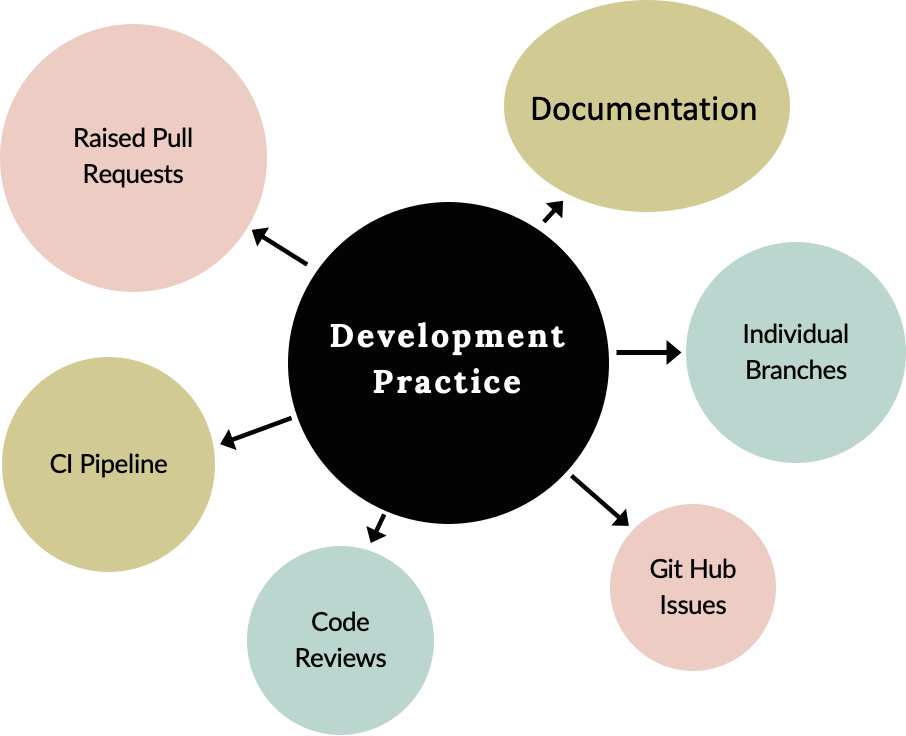 Raised Pull
Requests
Documentation
Development
Practice
Individual
Branches
CI Pipeline
Git Hub
Issues
Code
Reviews